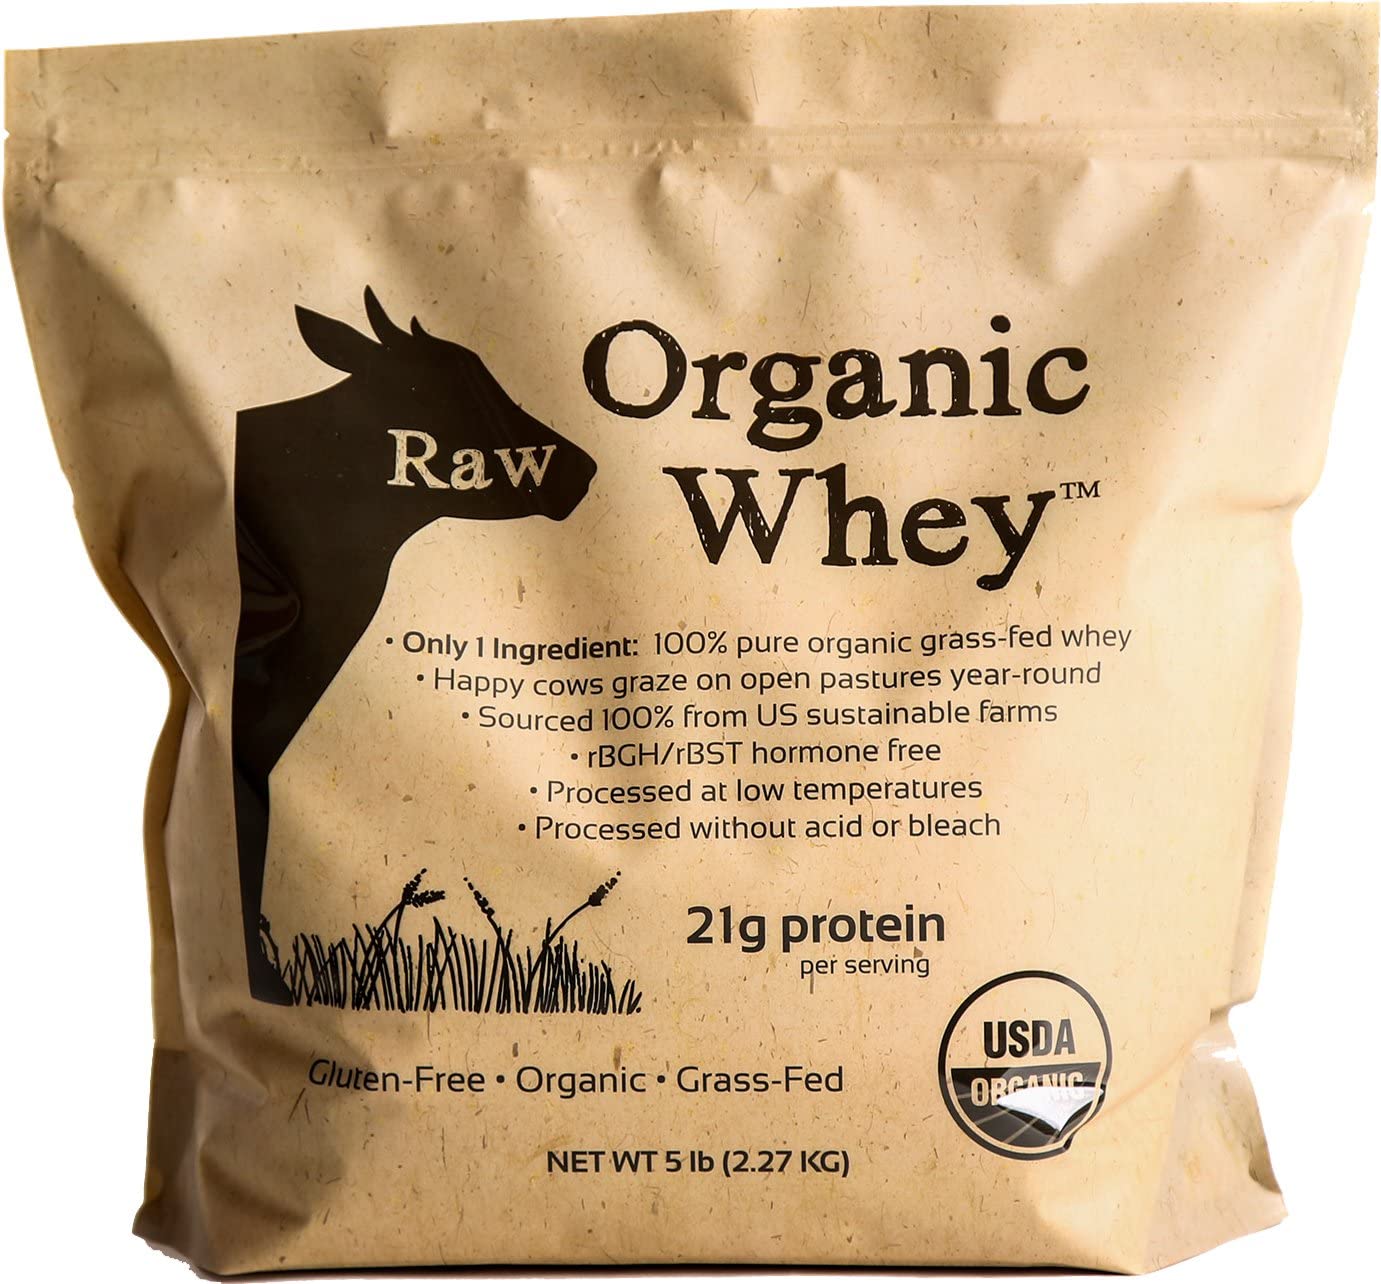 Raw
Organic
Whey™
• Only 1 Ingredient: 100% pure organic grass-fed whey
• Happy cows graze on open pastures year-round
• Sourced 100% from US sustainable farms
• rBGH/rBST hormone free
• Processed at low temperatures
• Processed without acid or bleach
21g protein
per serving
USDA
ORGANIC
Gluten-Free • Organic • Grass-Fed
NET WT 5 lb (2.27 KG)